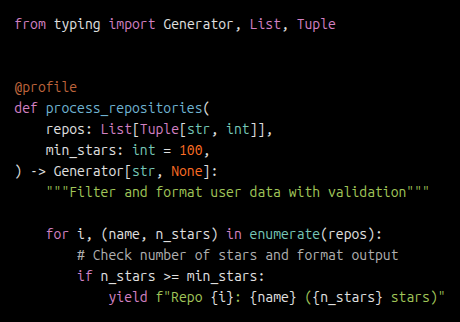 from typing import Generator, List, Tuple
@profile
def process_repositories(
    repos: List[Tuple[str, int]],
    min_stars: int = 100,
) -> Generator[str, None]:
    """Filter and format user data with validation"""
    for i, (name, n_stars) in enumerate(repos):
        # Check number of stars and format output
        if n_stars >= min_stars:
            yield f"Repo {i}: {name} ({n_stars} stars)"